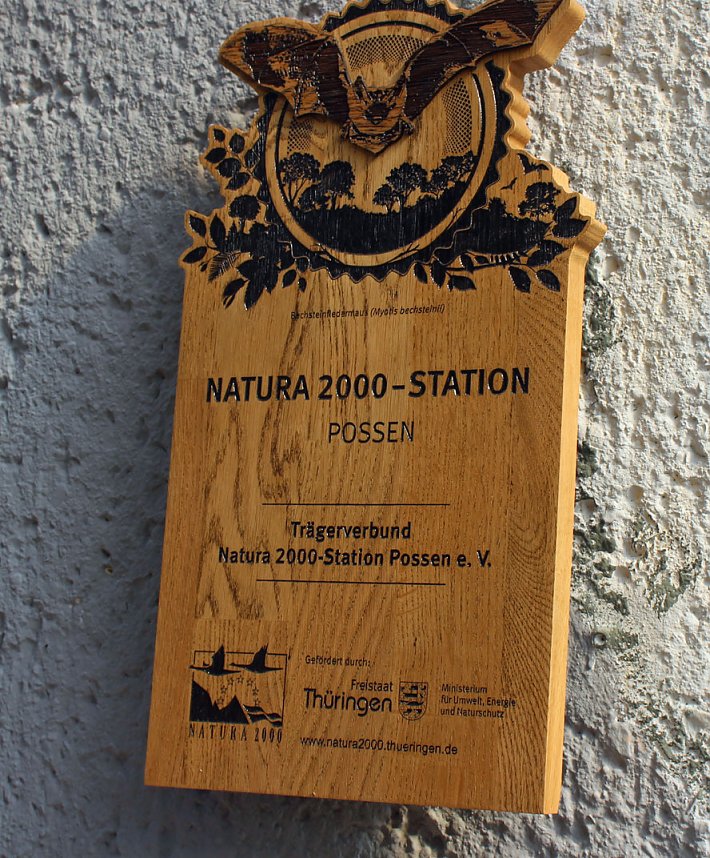 Bechsteinfledermaus (Myotis bechsteinii)
NATURA 2000–STATION
POSSEN
Trägerverbund
Natura 2000-Station Possen e. V.
Gefördert durch:
Freistaat
Thüringen
Ministerium
für Umwelt, Energie
und Naturschutz
NATURA 2000
www.natura2000.thueringen.de